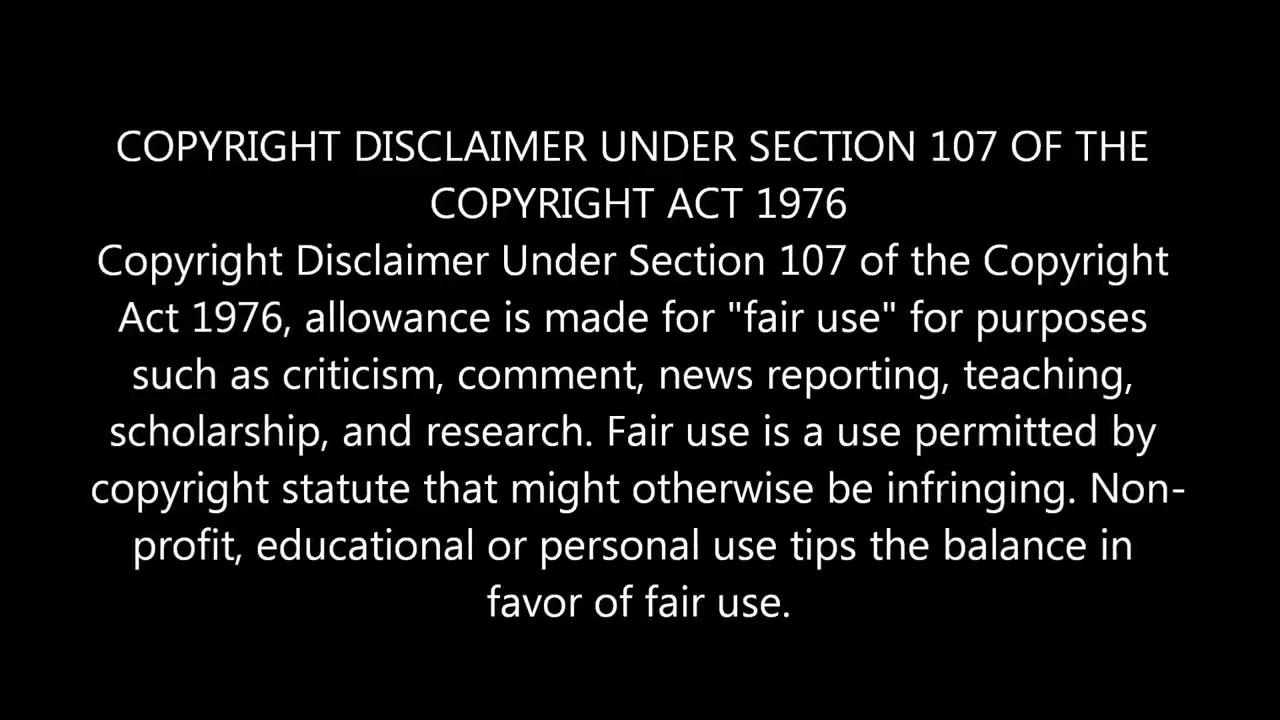 COPYRIGHT DISCLAIMER UNDER SECTION 107 OF THE
COPYRIGHT ACT 1976
Copyright Disclaimer Under Section 107 of the Copyright
Act 1976, allowance is made for "fair use" for purposes
such as criticism, comment, news reporting, teaching,
scholarship, and research. Fair use is a use permitted by
copyright statute that might otherwise be infringing. Non-
profit, educational or personal use tips the balance in
favor of fair use.